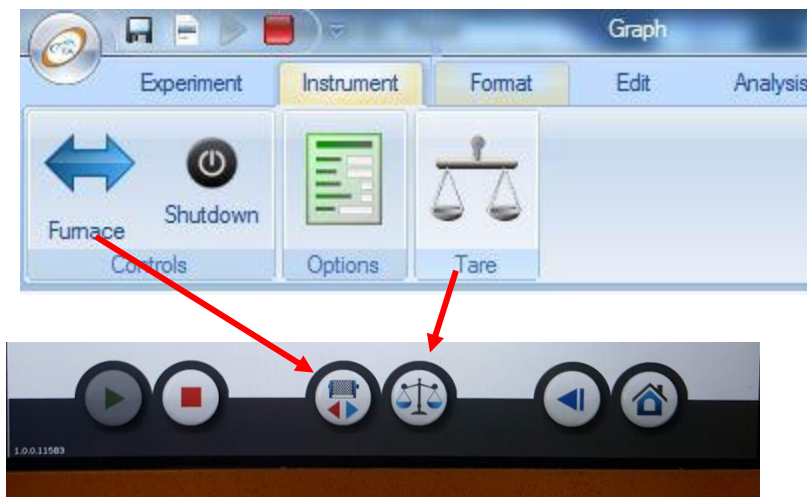 Graph
Experiment Instrument Format Edit Analysis
Furnace Shutdown
Controls Options Tare
1.0.0.11583